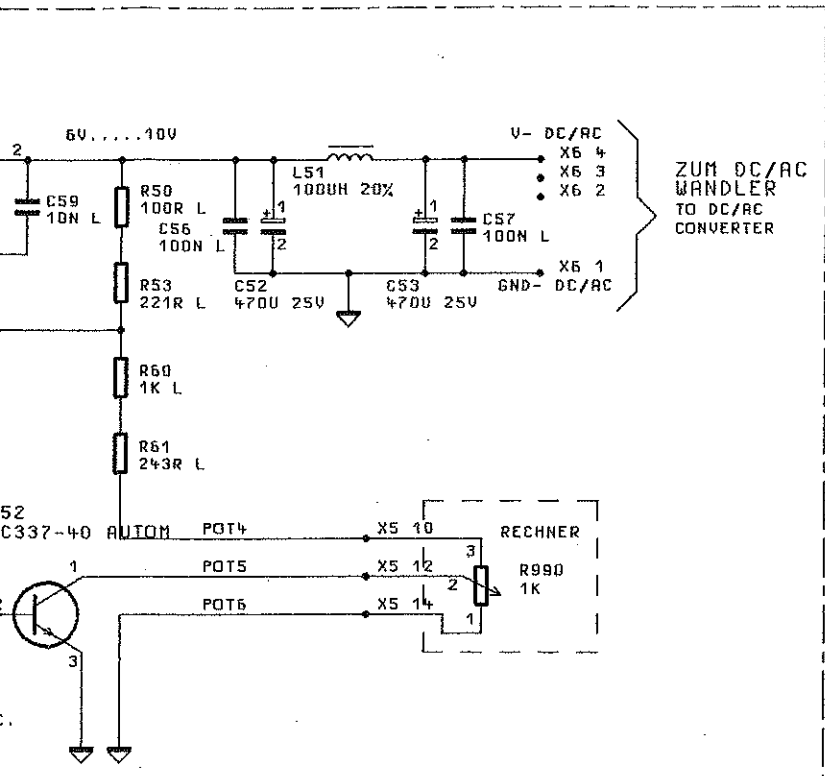 6V.....10V
V- DC/AC
2
X6 4
X6 3
X6 2
L51
100UH 20%
ZUM DC/AC
WANDLER
TO DC/AC
CONVERTER
C59
10N L
R50
100R L
C56
100N L
+ 1
2
+ 1
2
C57
100N L
R53
221R L
C52
470U 25V
C53
470U 25V
X6 1
GND- DC/AC
R60
1K L
R61
243R L
52
C337-40 AUTOM
POT4
X5 10
RECHNER
3
1
POT5
X5 12
2
R990
1K
POT6
X5 14
1
3
C.